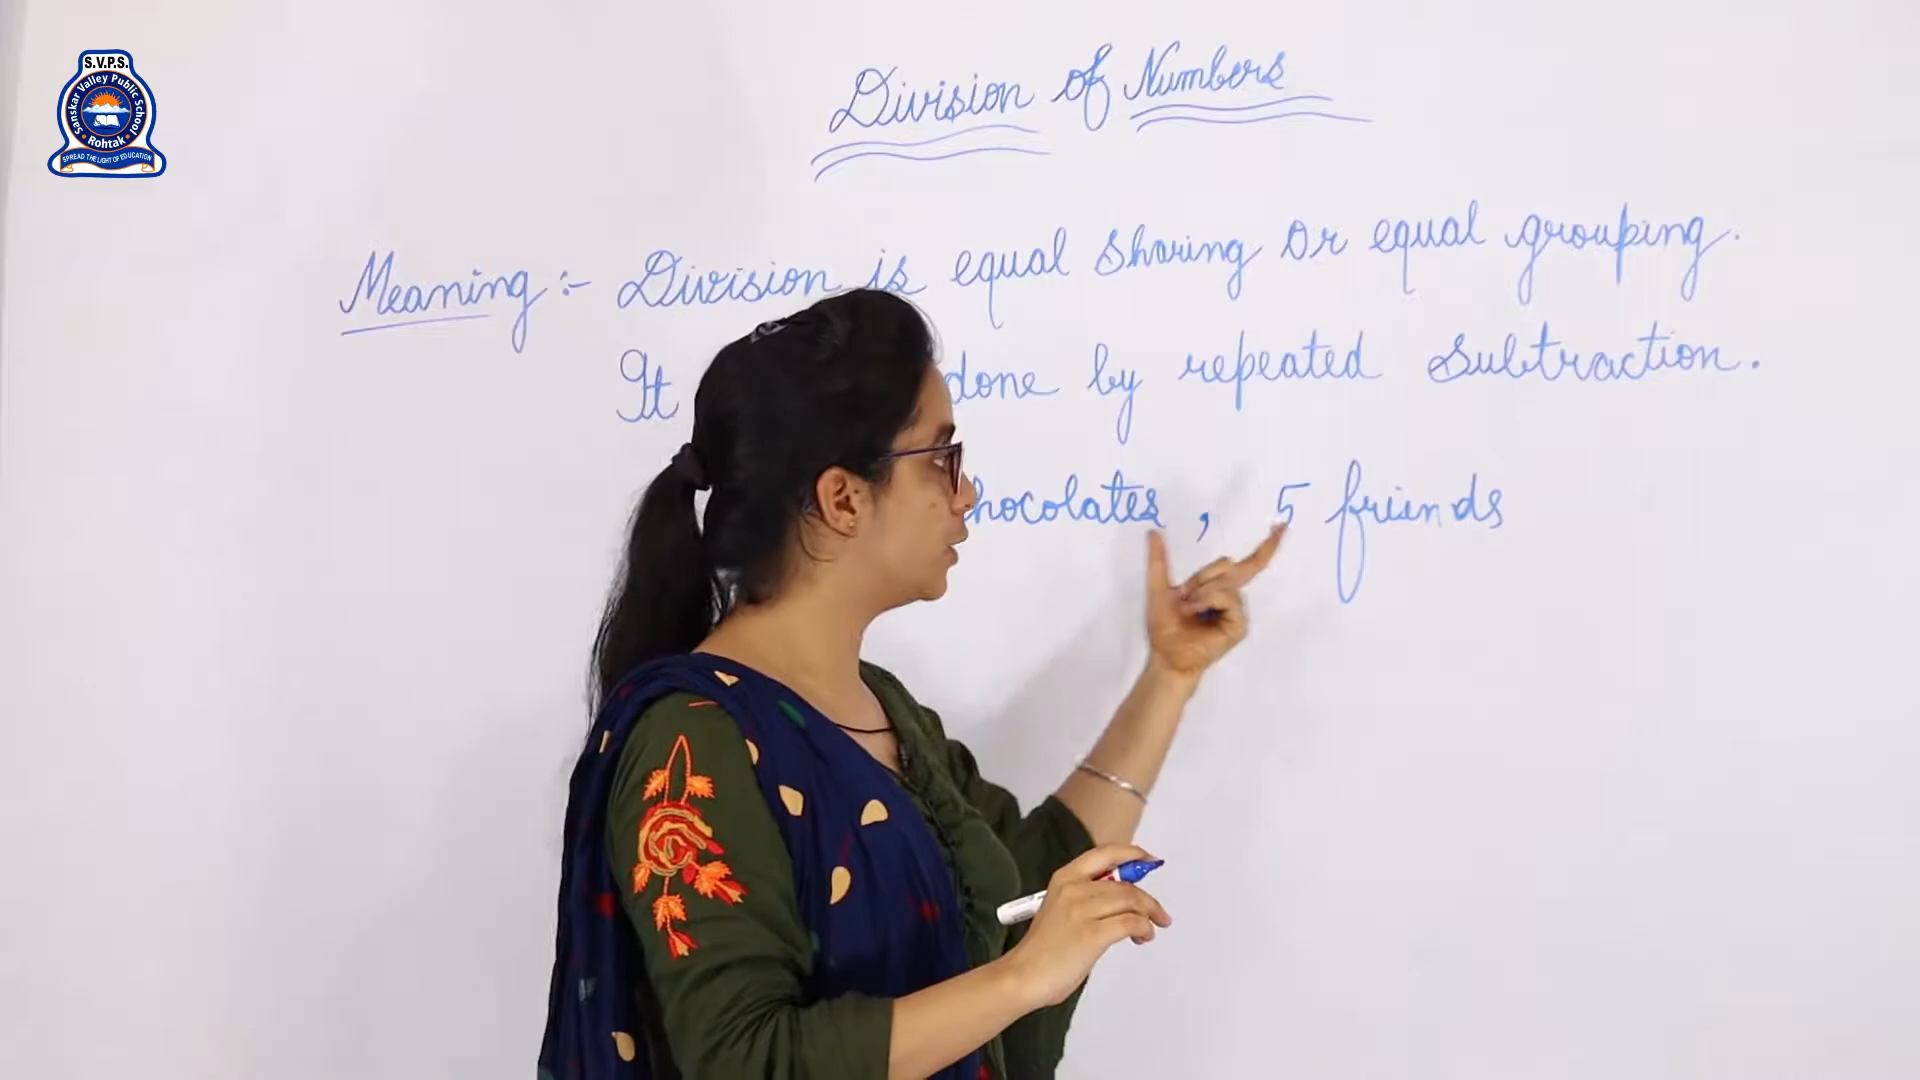 S.V.P.S.
Sanskar Valley Public School
Rohtak
SPREAD THE LIGHT OF EDUCATION
Division of Numbers
Meaning :- Division is equal sharing or equal grouping.
It done by repeated subtraction.
hocolates, 5 friends